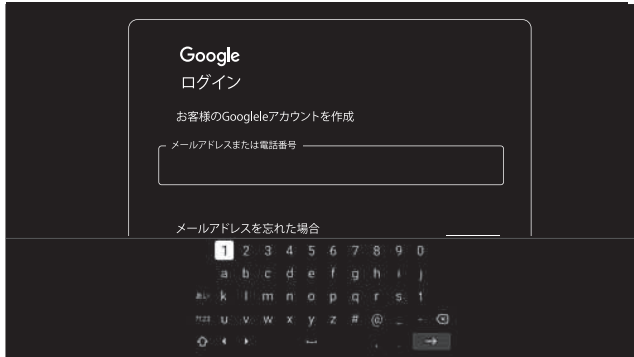 Google
ログイン
お客様のGoogleleアカウントを作成
メールアドレスまたは電話番号
メールアドレスを忘れた場合
1 2 3 4 5 6 7 8 9 0
a b c d e f g h i j
k l m n o p q r s t
u v w x y z # @ _ -
, .